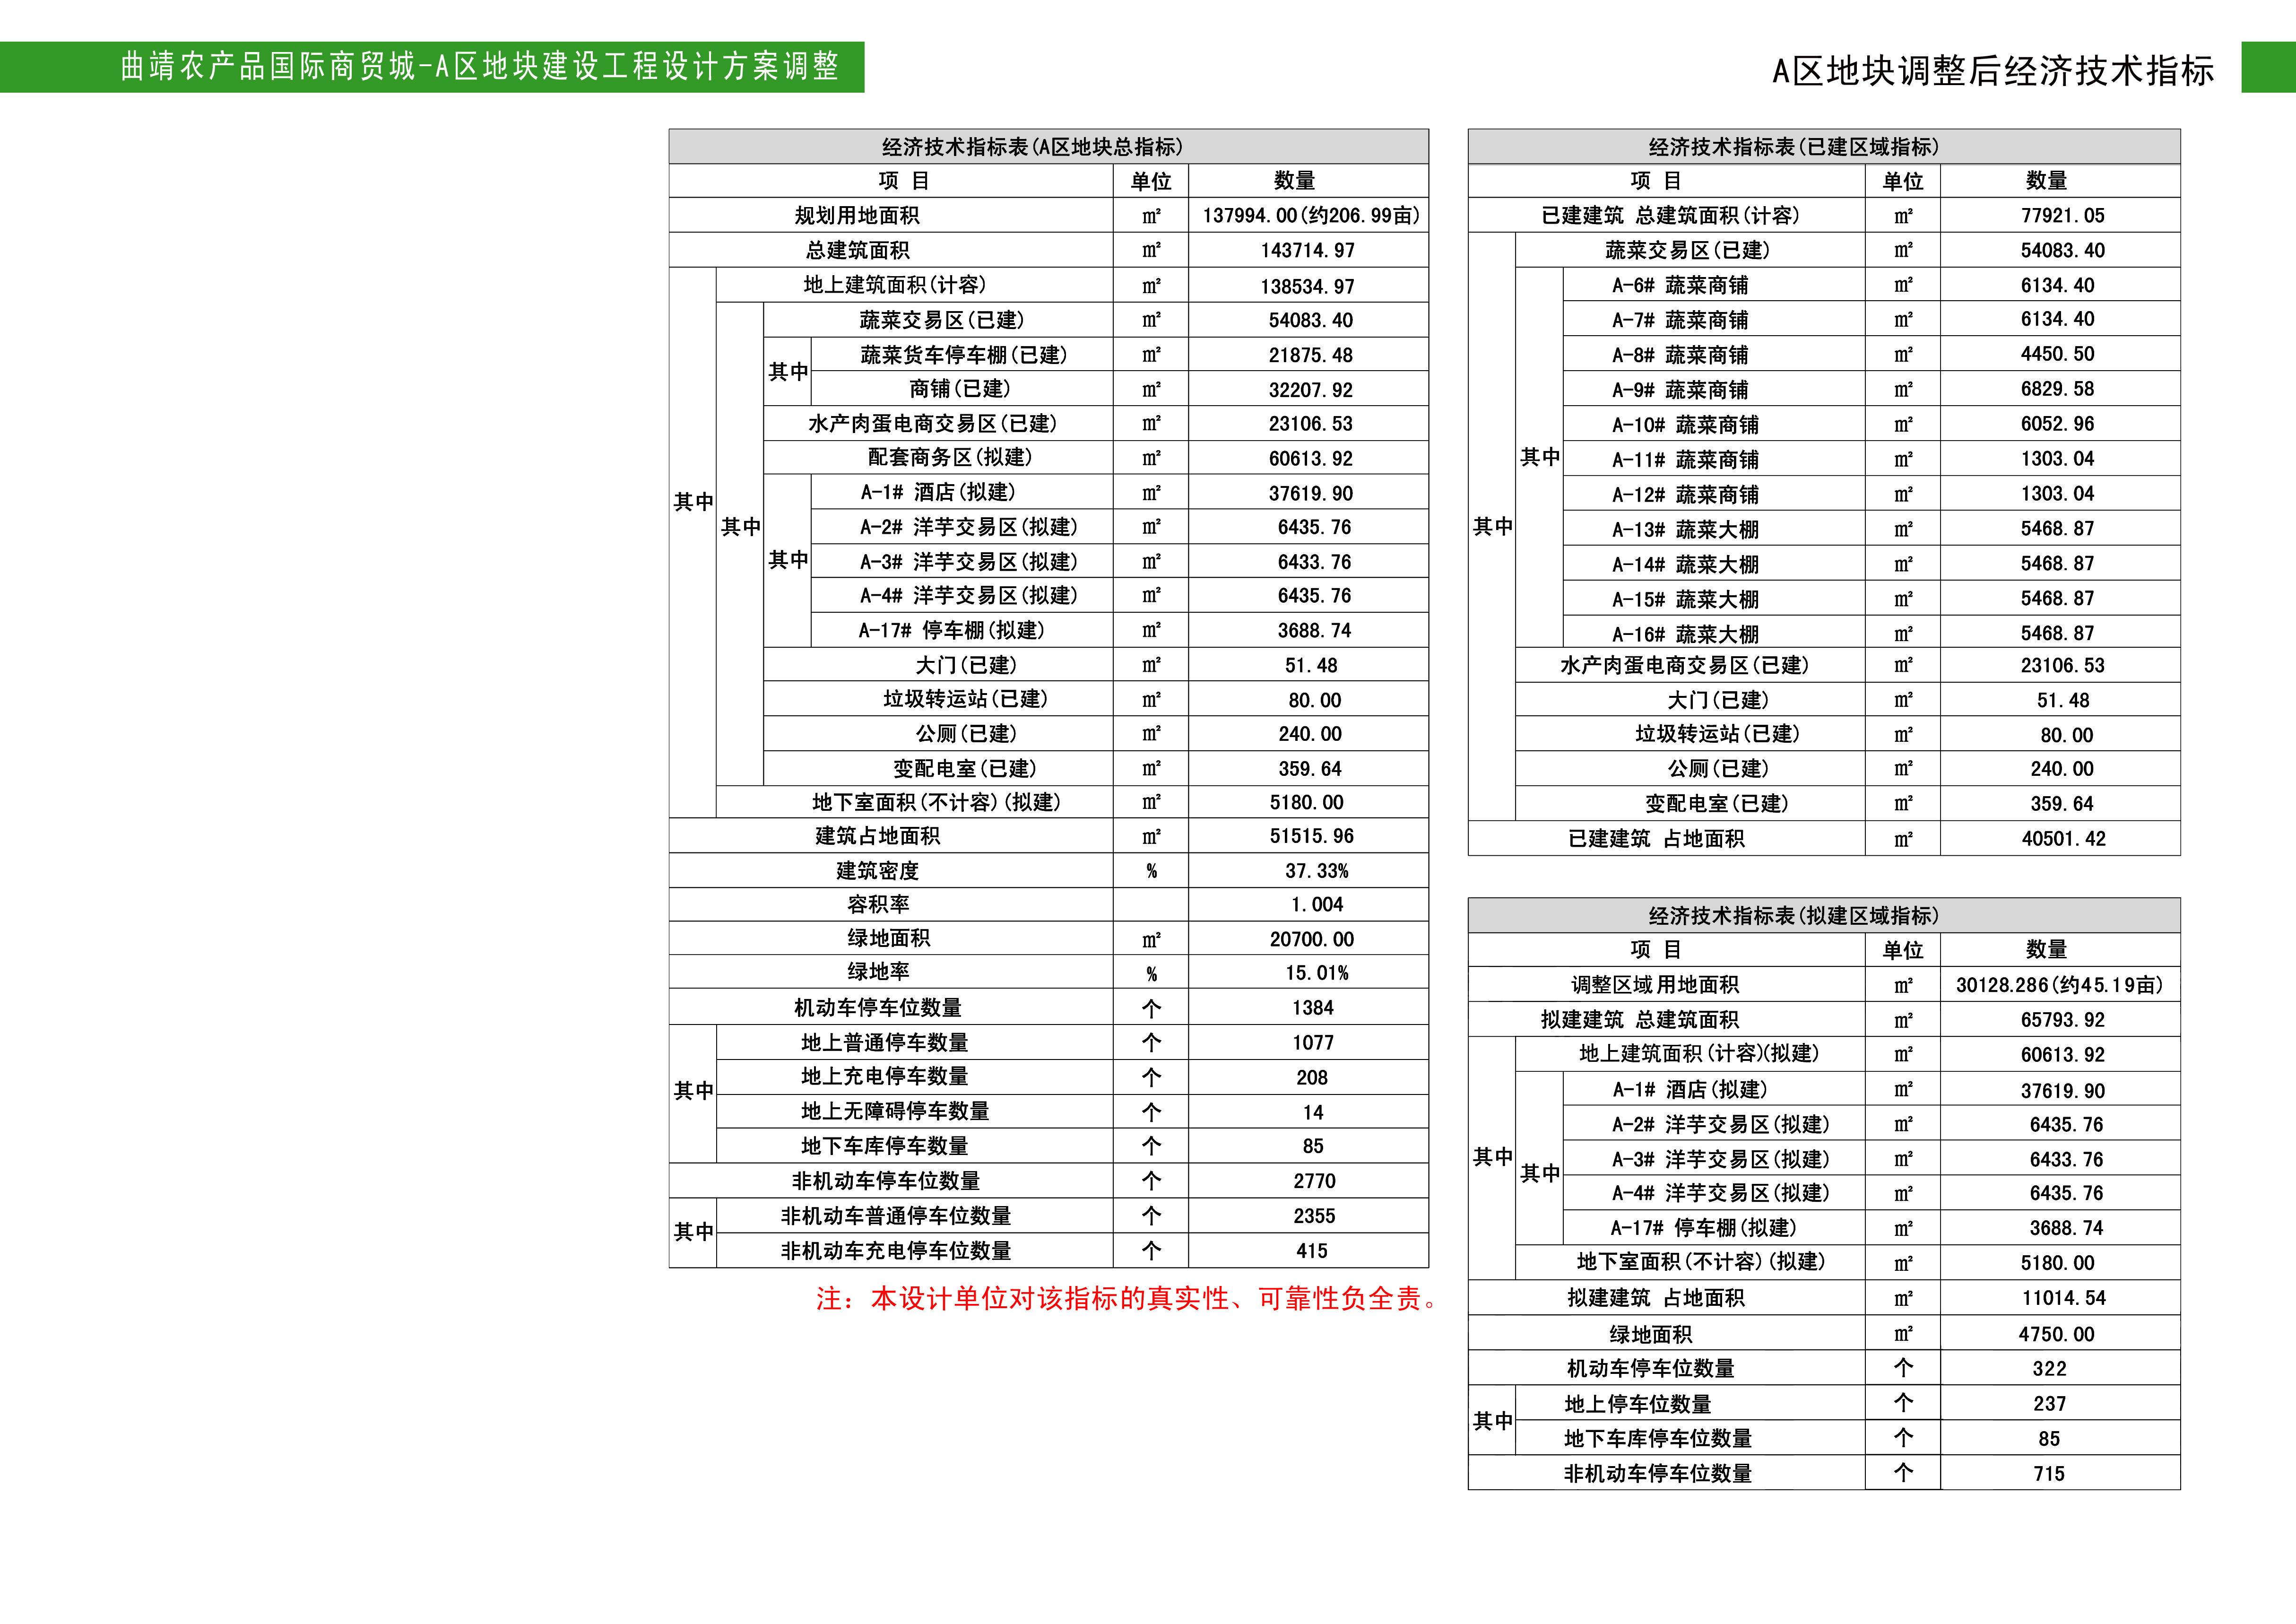 曲靖农产品国际商贸城-A区地块建设工程设计方案调整
A区地块调整后经济技术指标
经济技术指标表(A区地块总指标)
项 目 单位 数量
规划用地面积 ㎡ 137994.00(约206.99亩)
总建筑面积 ㎡ 143714.97
其中
地上建筑面积(计容) ㎡ 138534.97
其中
蔬菜交易区(已建) ㎡ 54083.40
其中
蔬菜货车停车棚(已建) ㎡ 21875.48
商铺(已建) ㎡ 32207.92
水产肉蛋电商交易区(已建) ㎡ 23106.53
配套商务区(拟建) ㎡ 60613.92
其中
A-1# 酒店(拟建) ㎡ 37619.90
A-2# 洋芋交易区(拟建) ㎡ 6435.76
A-3# 洋芋交易区(拟建) ㎡ 6433.76
A-4# 洋芋交易区(拟建) ㎡ 6435.76
A-17# 停车棚(拟建) ㎡ 3688.74
大门(已建) ㎡ 51.48
垃圾转运站(已建) ㎡ 80.00
公厕(已建) ㎡ 240.00
变配电室(已建) ㎡ 359.64
地下室面积(不计容)(拟建) ㎡ 5180.00
建筑占地面积 ㎡ 51515.96
建筑密度 % 37.33%
容积率 1.004
绿地面积 ㎡ 20700.00
绿地率 % 15.01%
机动车停车位数量 个 1384
其中
地上普通停车数量 个 1077
地上充电停车数量 个 208
地上无障碍停车数量 个 14
地下车库停车数量 个 85
非机动车停车位数量 个 2770
其中
非机动车普通停车位数量 个 2355
非机动车充电停车位数量 个 415
注：本设计单位对该指标的真实性、可靠性负全责。
经济技术指标表(已建区域指标)
项 目 单位 数量
已建建筑 总建筑面积(计容) ㎡ 77921.05
其中
蔬菜交易区(已建) ㎡ 54083.40
其中
A-6# 蔬菜商铺 ㎡ 6134.40
A-7# 蔬菜商铺 ㎡ 6134.40
A-8# 蔬菜商铺 ㎡ 4450.50
A-9# 蔬菜商铺 ㎡ 6829.58
A-10# 蔬菜商铺 ㎡ 6052.96
A-11# 蔬菜商铺 ㎡ 1303.04
A-12# 蔬菜商铺 ㎡ 1303.04
A-13# 蔬菜大棚 ㎡ 5468.87
A-14# 蔬菜大棚 ㎡ 5468.87
A-15# 蔬菜大棚 ㎡ 5468.87
A-16# 蔬菜大棚 ㎡ 5468.87
水产肉蛋电商交易区(已建) ㎡ 23106.53
大门(已建) ㎡ 51.48
垃圾转运站(已建) ㎡ 80.00
公厕(已建) ㎡ 240.00
变配电室(已建) ㎡ 359.64
已建建筑 占地面积 ㎡ 40501.42
经济技术指标表(拟建区域指标)
项 目 单位 数量
调整区域用地面积 ㎡ 30128.286(约45.19亩)
拟建建筑 总建筑面积 ㎡ 65793.92
其中
地上建筑面积(计容)(拟建) ㎡ 60613.92
其中
A-1# 酒店(拟建) ㎡ 37619.90
A-2# 洋芋交易区(拟建) ㎡ 6435.76
A-3# 洋芋交易区(拟建) ㎡ 6433.76
A-4# 洋芋交易区(拟建) ㎡ 6435.76
A-17# 停车棚(拟建) ㎡ 3688.74
地下室面积(不计容)(拟建) ㎡ 5180.00
拟建建筑 占地面积 ㎡ 11014.54
绿地面积 ㎡ 4750.00
机动车停车位数量 个 322
其中
地上停车位数量 个 237
地下车库停车位数量 个 85
非机动车停车位数量 个 715